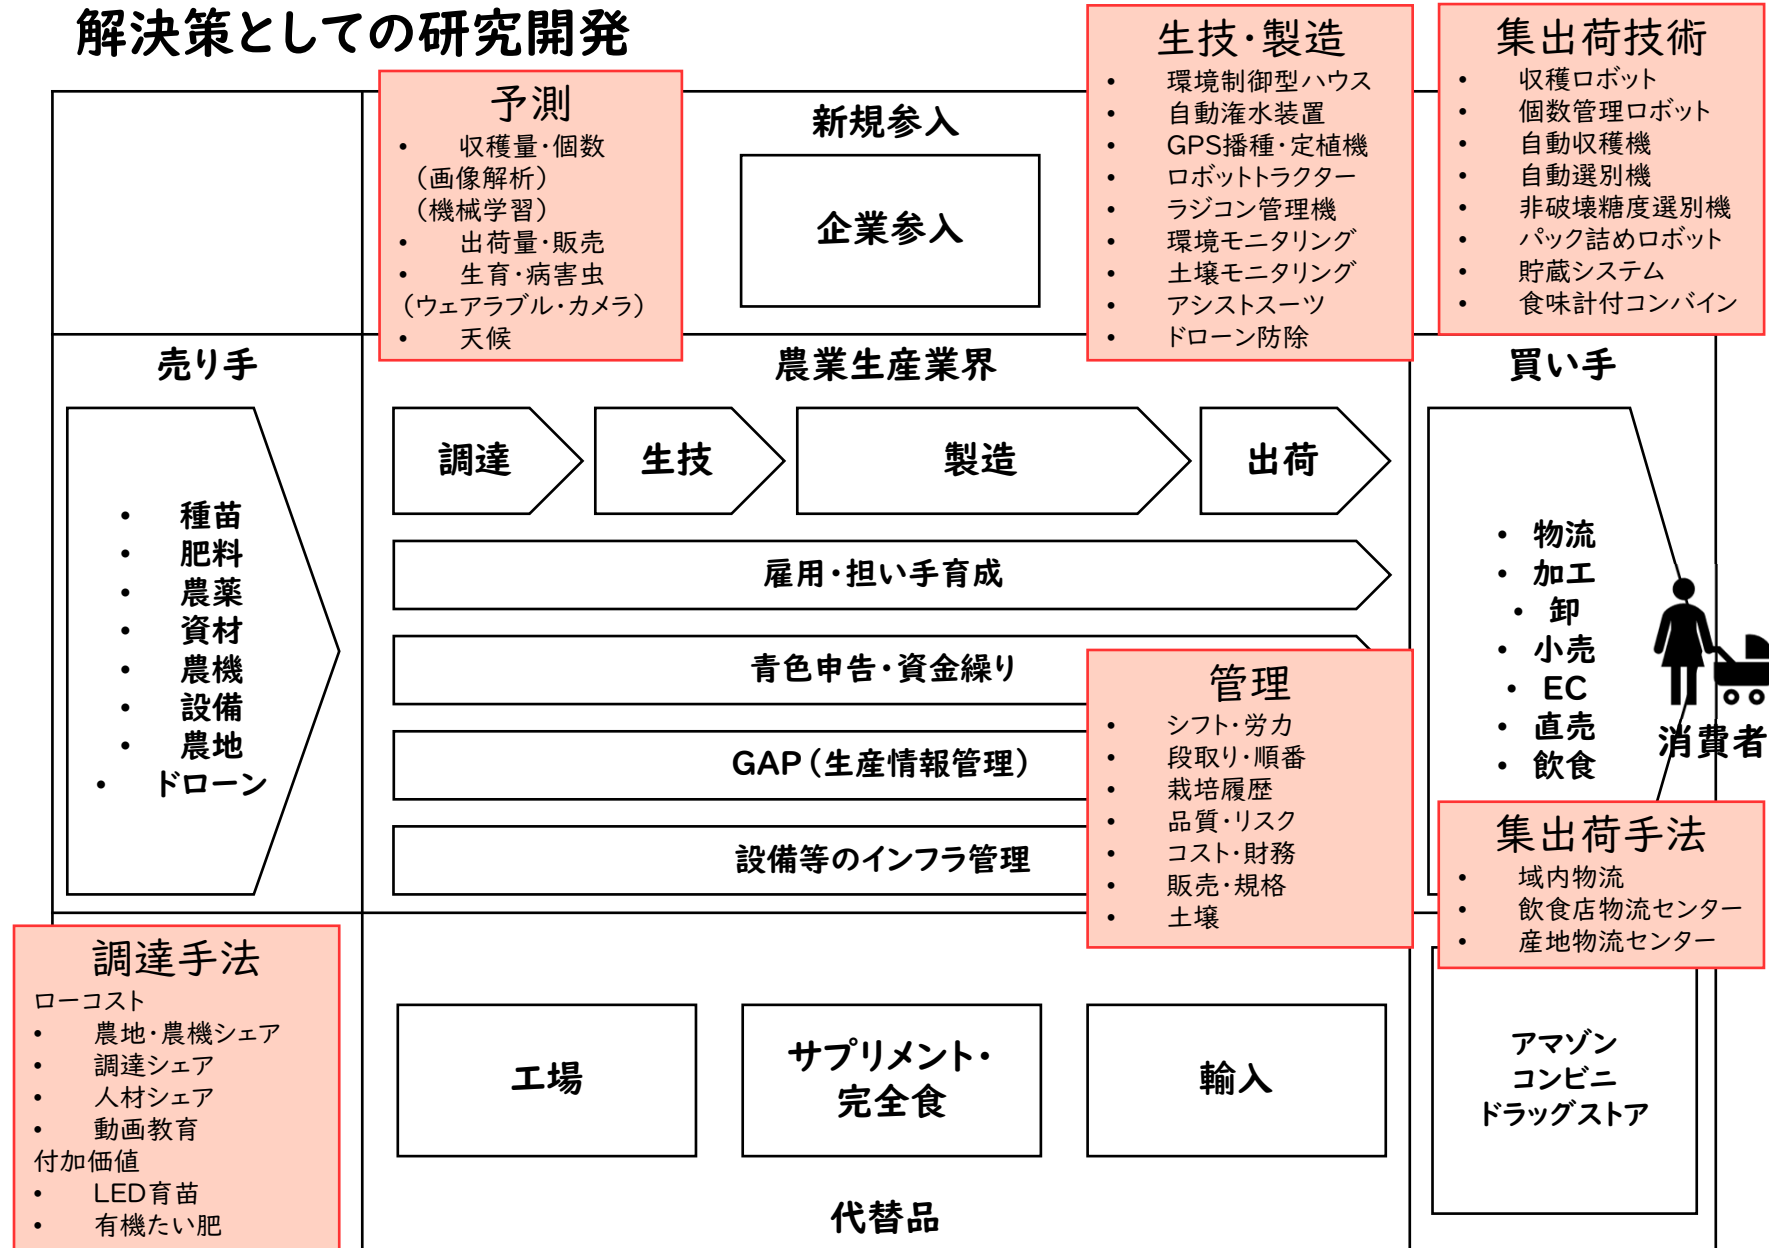 解決策としての研究開発
予測
• 収穫量・個数
（画像解析）
（機械学習）
• 出荷量・販売
• 生育・病害虫
（ウェアラブル・カメラ）
• 天候
新規参入
企業参入
生技・製造
• 環境制御型ハウス
• 自動潅水装置
• GPS播種・定植機
• ロボットトラクター
• ラジコン管理機
• 環境モニタリング
• 土壌モニタリング
• アシストスーツ
• ドローン防除
集出荷技術
• 収穫ロボット
• 個数管理ロボット
• 自動収穫機
• 自動選別機
• 非破壊糖度選別機
• パック詰めロボット
• 貯蔵システム
• 食味計付コンバイン
売り手
• 種苗
• 肥料
• 農薬
• 資材
• 農機
• 設備
• 農地
• ドローン
農業生産業界
調達
生技
製造
出荷
雇用・担い手育成
青色申告・資金繰り
GAP（生産情報管理）
設備等のインフラ管理
管理
• シフト・労力
• 段取り・順番
• 栽培履歴
• 品質・リスク
• コスト・財務
• 販売・規格
• 土壌
買い手
• 物流
• 加工
• 卸
• 小売
• EC
• 直売
• 飲食
消費者
集出荷手法
• 域内物流
• 飲食店物流センター
• 産地物流センター
調達手法
ローコスト
• 農地・農機シェア
• 調達シェア
• 人材シェア
• 動画教育
付加価値
• LED育苗
• 有機たい肥
工場
サプリメント・
完全食
輸入
代替品
アマゾン
コンビニ
ドラッグストア